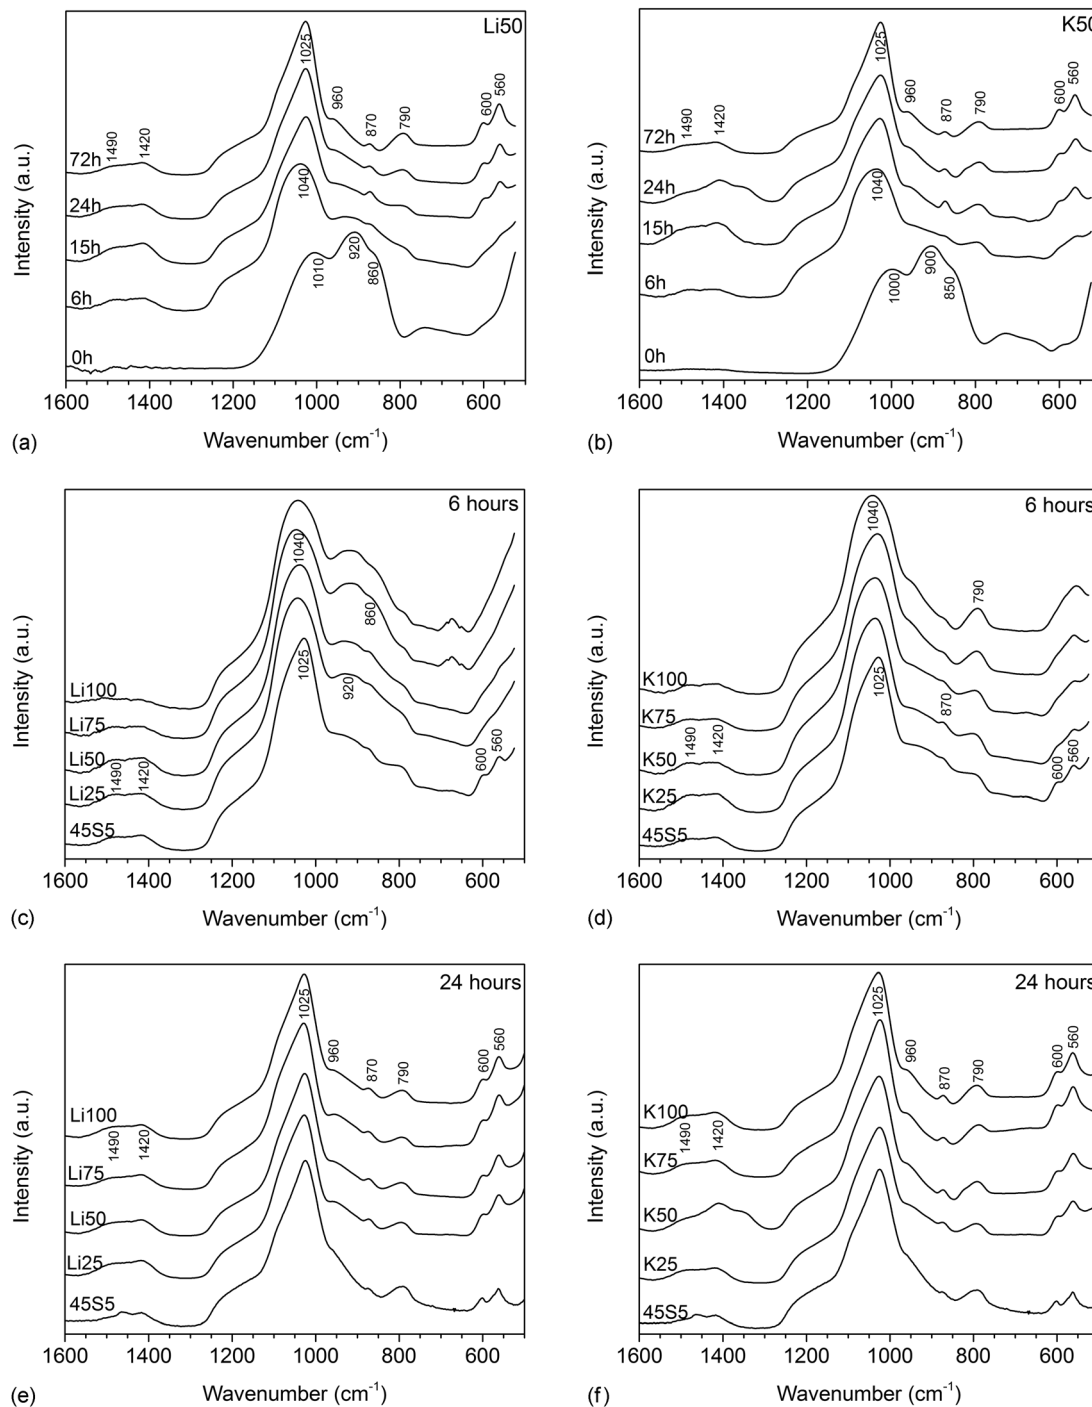 Li50
1025
960
870
790
600
560
1490
1420
72h
24h
15h
6h
0h
1040
1010
920
860
Intensity (a.u.)
1600 1400 1200 1000 800 600
Wavenumber (cm⁻¹)
(a)
K50
1025
960
870
790
600
560
1490
1420
72h
24h
15h
6h
0h
1040
1000
900
850
Intensity (a.u.)
1600 1400 1200 1000 800 600
Wavenumber (cm⁻¹)
(b)
6 hours
1040
860
1025
920
600
560
Li100
Li75
Li50
1490
1420
Li25
45S5
Intensity (a.u.)
1600 1400 1200 1000 800 600
Wavenumber (cm⁻¹)
(c)
6 hours
1040
790
1025
870
600
560
K100
K75
1490
1420
K50
K25
45S5
Intensity (a.u.)
1600 1400 1200 1000 800 600
Wavenumber (cm⁻¹)
(d)
24 hours
1025
960
870
790
600
560
Li100
1490
1420
Li75
Li50
Li25
45S5
Intensity (a.u.)
1600 1400 1200 1000 800 600
Wavenumber (cm⁻¹)
(e)
24 hours
1025
960
870
790
600
560
K100
1490
1420
K75
K50
K25
45S5
Intensity (a.u.)
1600 1400 1200 1000 800 600
Wavenumber (cm⁻¹)
(f)